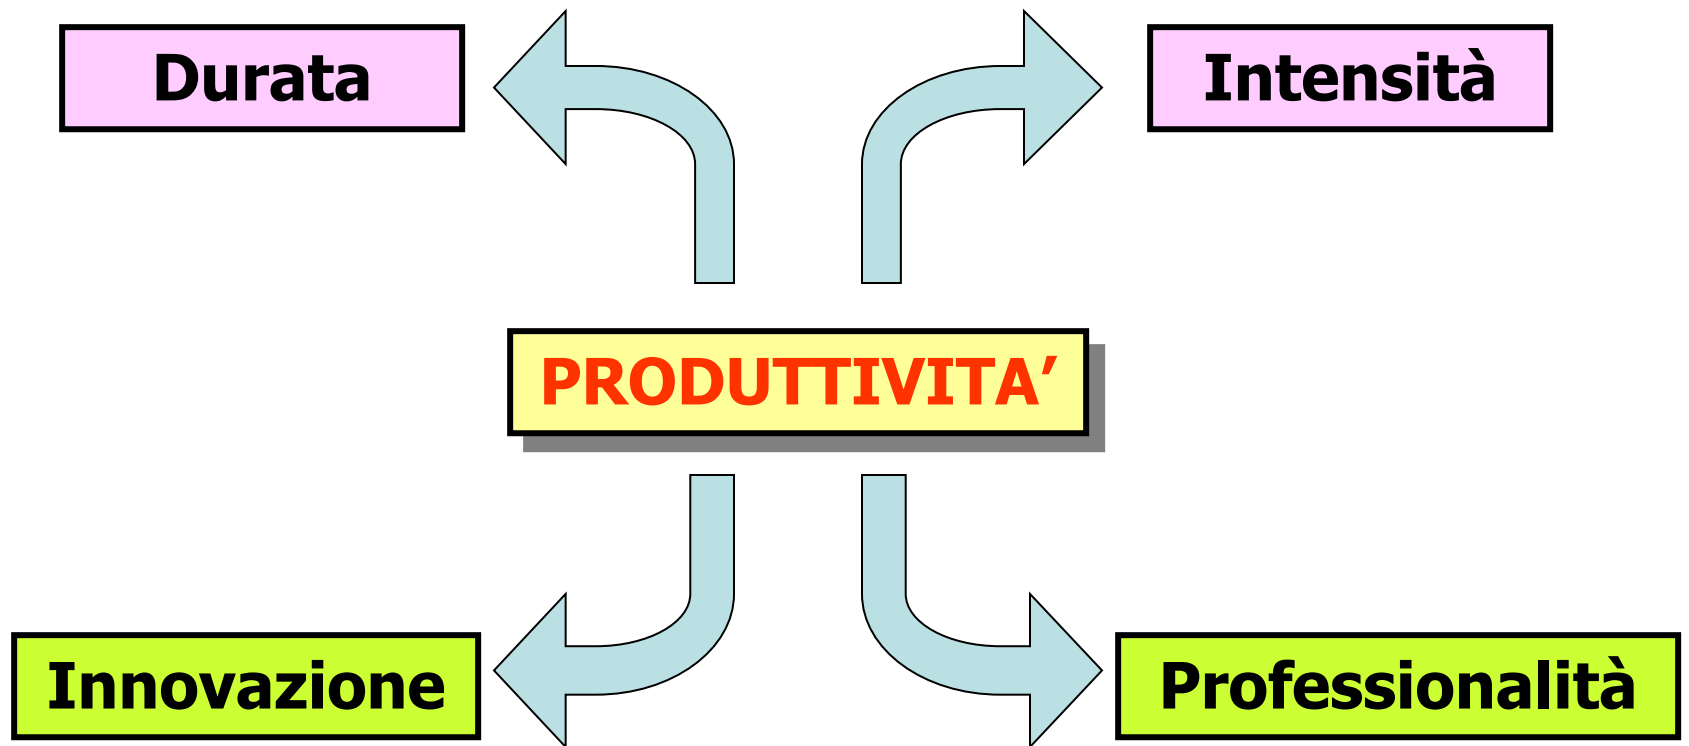 Durata
Intensità
PRODUTTIVITA’
Innovazione
Professionalità